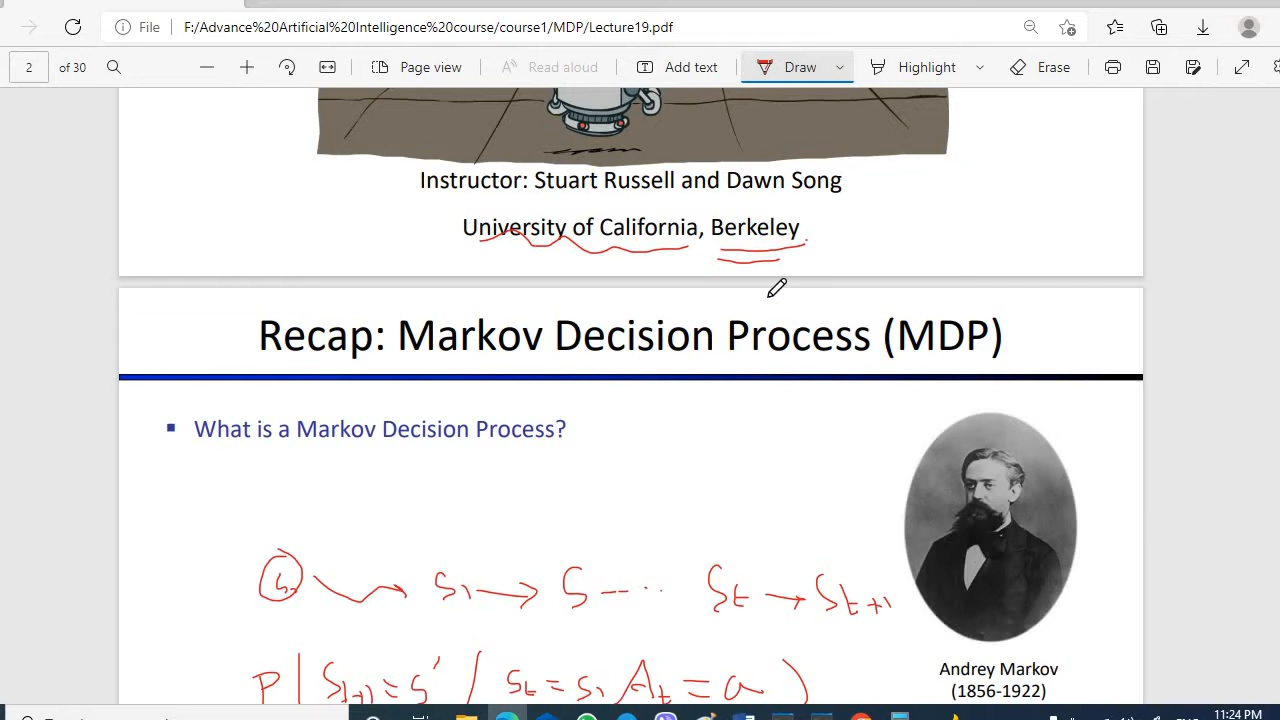 File F:/Advance%20Artificial%20Intelligence%20course/course1/MDP/Lecture19.pdf
2 of 30 Page view Read aloud Add text Draw Highlight Erase
Instructor: Stuart Russell and Dawn Song
University of California, Berkeley
Recap: Markov Decision Process (MDP)
What is a Markov Decision Process?
S₁ → S --.. Sₜ → Sₜ₊₁
P ( Sₜ₊₁ = s' / Sₜ = s, Aₜ = a )
Andrey Markov
(1856-1922)
11:24 PM